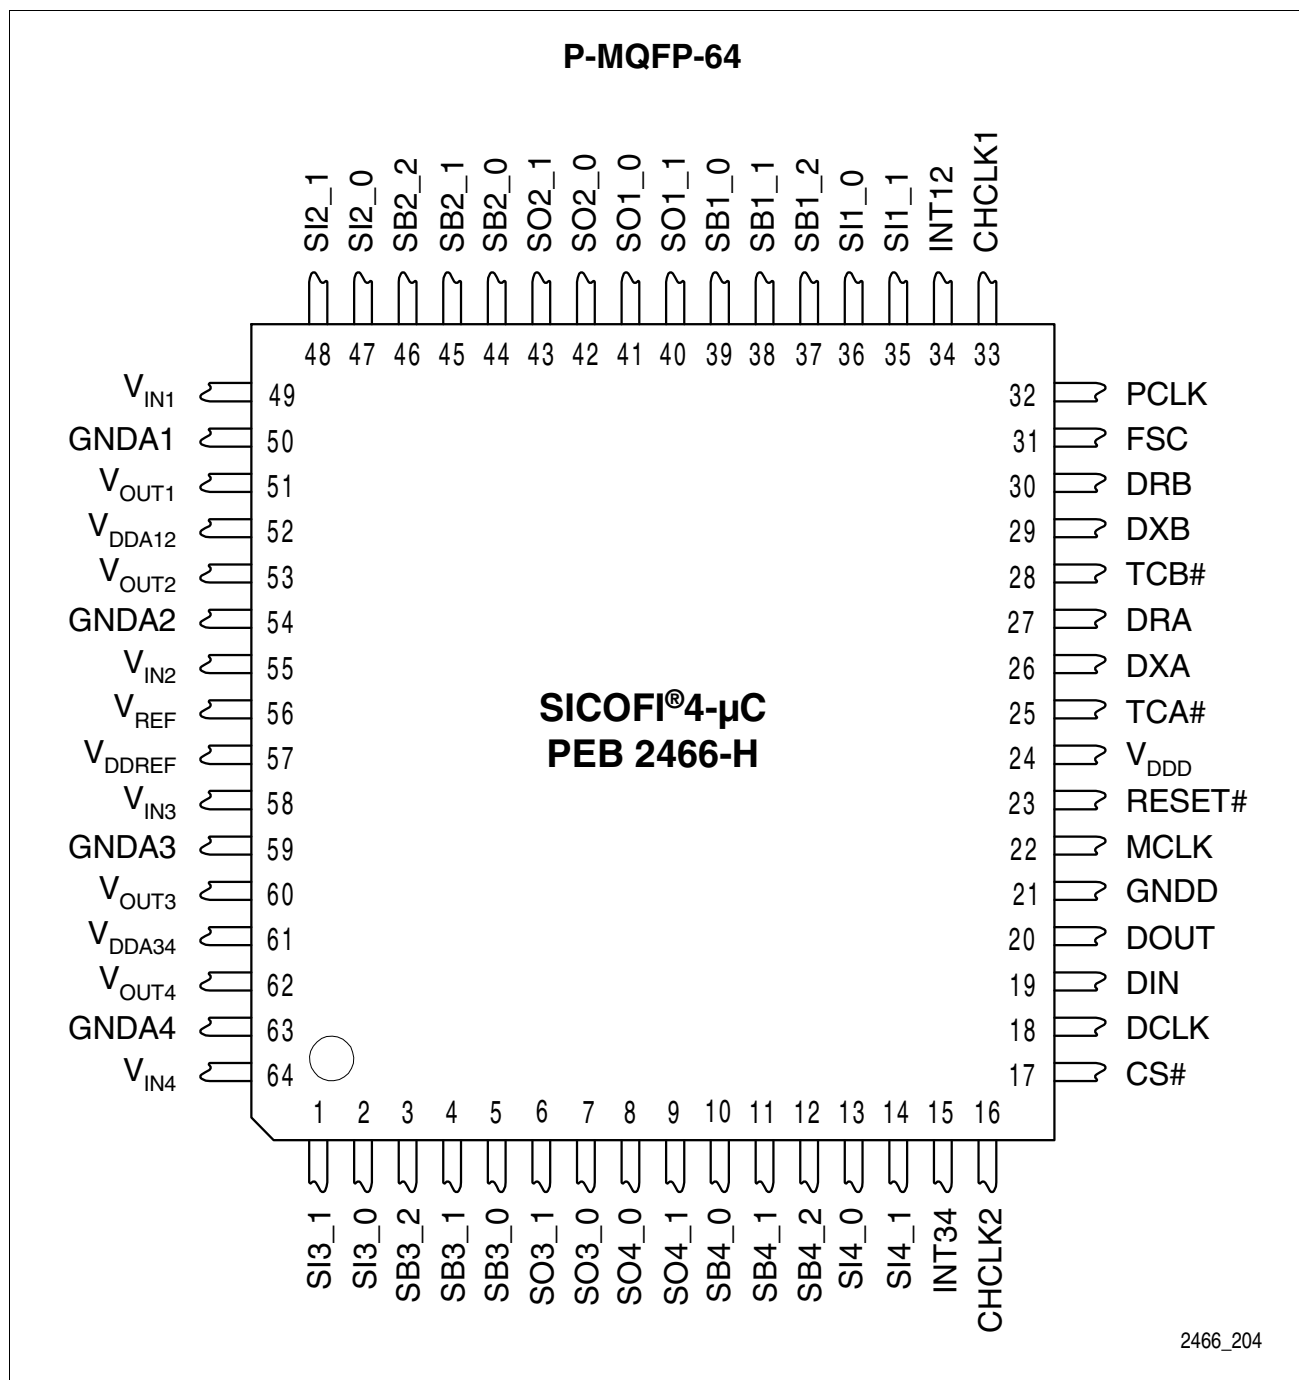 P-MQFP-64
SI2_1
SI2_0
SB2_2
SB2_1
SB2_0
SO2_1
SO2_0
SO1_0
SO1_1
SB1_0
SB1_1
SB1_2
SI1_0
SI1_1
INT12
CHCLK1
48 47 46 45 44 43 42 41 40 39 38 37 36 35 34 33
VIN1 49 32 PCLK
GNDA1 50 31 FSC
VOUT1 51 30 DRB
VDDA12 52 29 DXB
VOUT2 53 28 TCB#
GNDA2 54 27 DRA
VIN2 55 26 DXA
VREF 56 25 TCA#
SICOFI®4-µC
PEB 2466-H
VDDREF 57 24 VDDD
VIN3 58 23 RESET#
GNDA3 59 22 MCLK
VOUT3 60 21 GNDD
VDDA34 61 20 DOUT
VOUT4 62 19 DIN
GNDA4 63 18 DCLK
VIN4 64 17 CS#
1 2 3 4 5 6 7 8 9 10 11 12 13 14 15 16
SI3_1
SI3_0
SB3_2
SB3_1
SB3_0
SO3_1
SO3_0
SO4_0
SO4_1
SB4_0
SB4_1
SB4_2
SI4_0
SI4_1
INT34
CHCLK2
2466_204